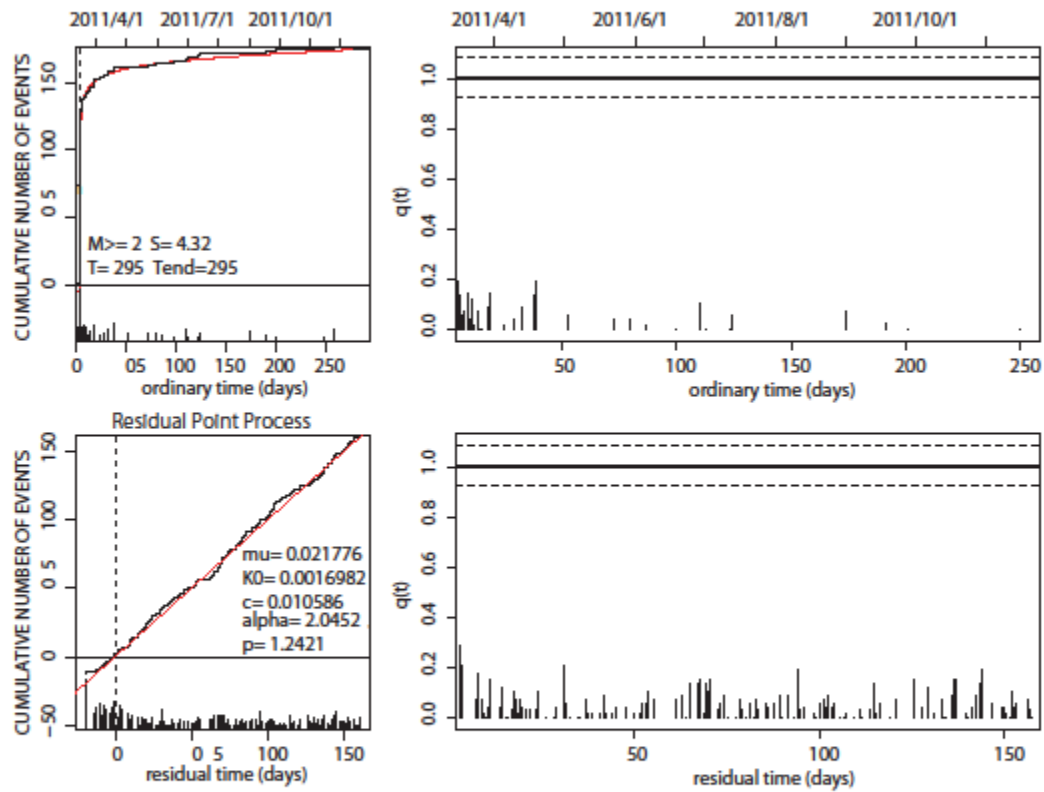 2011/4/1 2011/7/1 2011/10/1
CUMULATIVE NUMBER OF EVENTS
150
100
0 5
0
M>= 2 S= 4.32
T= 295 Tend=295
0 05 100 150 200 250
ordinary time (days)
2011/4/1 2011/6/1 2011/8/1 2011/10/1
q(t)
1.0
0.8
0.6
0.4
0.2
0.0
50 100 150 200 250
ordinary time (days)
Residual Point Process
CUMULATIVE NUMBER OF EVENTS
150
100
0 5
0
-50
mu= 0.021776
K0= 0.0016982
c= 0.010586
alpha= 2.0452
p= 1.2421
0 0 5 100 150
residual time (days)
q(t)
1.0
0.8
0.6
0.4
0.2
0.0
50 100 150
residual time (days)